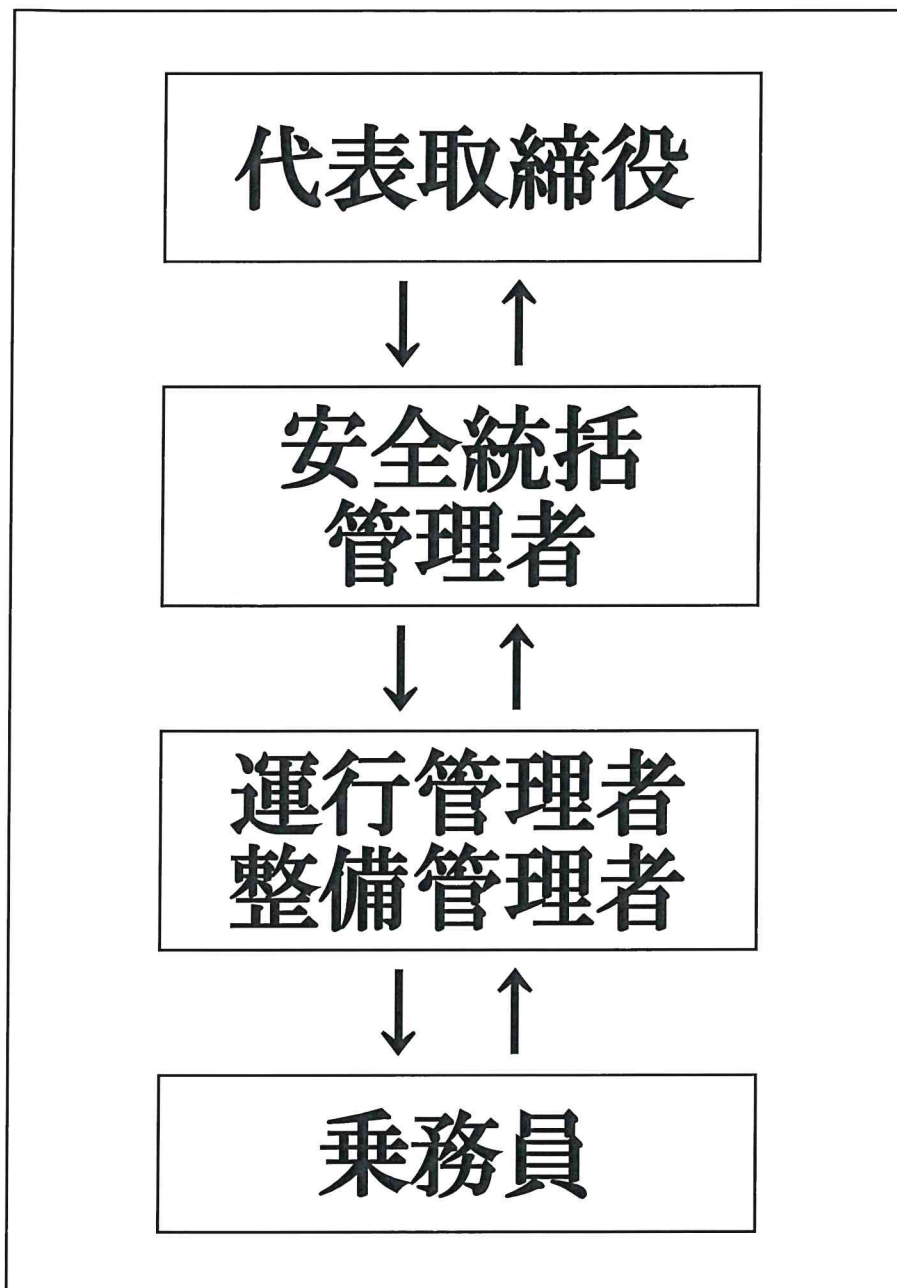 代表取締役
↓ ↑
安全統括
管理者
↓ ↑
運行管理者
整備管理者
↓ ↑
乗務員